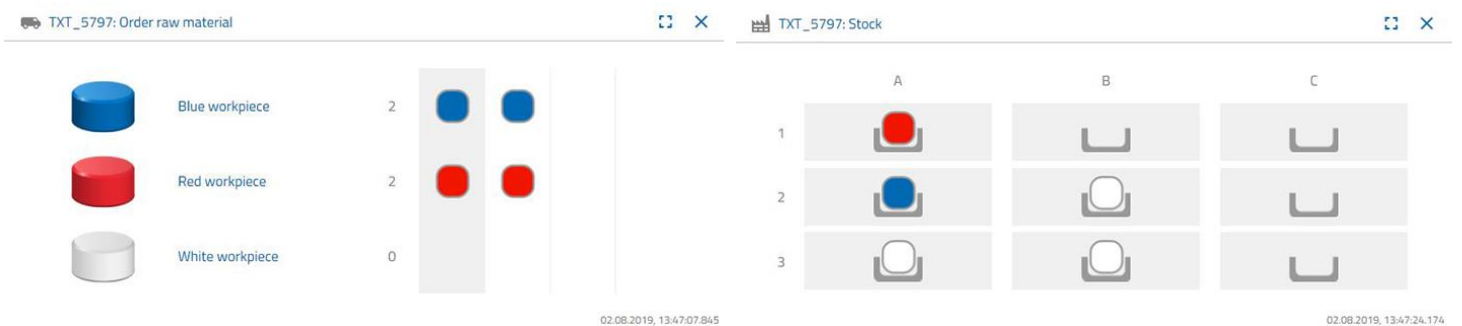 TXT_5797: Order raw material
Blue workpiece 2
Red workpiece 2
White workpiece 0
02.08.2019, 13:47:07.845
TXT_5797: Stock
A B C
1
2
3
02.08.2019, 13:47:24.174